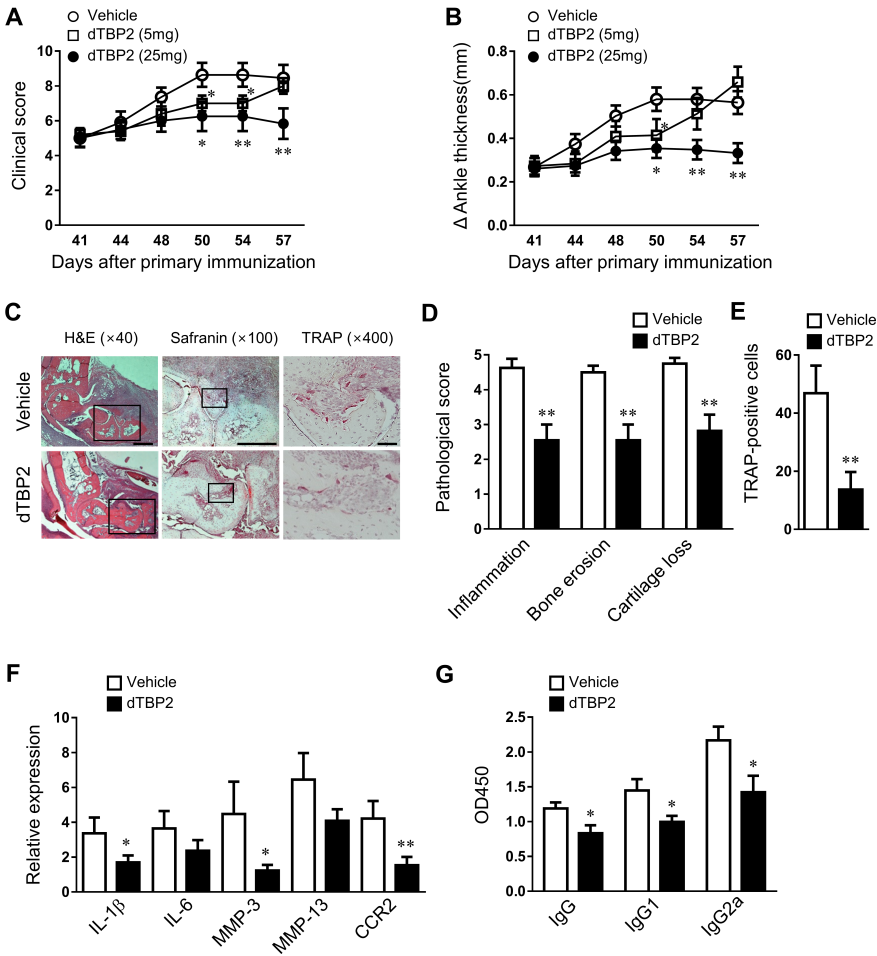 A
Vehicle
dTBP2 (5mg)
dTBP2 (25mg)
Clinical score
10
8
6
4
2
0
* *
* ** **
41 44 48 50 54 57
Days after primary immunization
B
Vehicle
dTBP2 (5mg)
dTBP2 (25mg)
Δ Ankle thickness(mm)
0.8
0.6
0.4
0.2
0.0
*
* ** **
41 44 48 50 54 57
Days after primary immunization
C
H&E (×40) Safranin (×100) TRAP (×400)
Vehicle
dTBP2
D
Vehicle
dTBP2
Pathological score
5
4
3
2
1
0
** ** **
Inflammation
Bone erosion
Cartilage loss
E
Vehicle
dTBP2
TRAP-positive cells
60
40
20
0
**
F
Vehicle
dTBP2
Relative expression
10
8
6
4
2
0
* * **
IL-1β
IL-6
MMP-3
MMP-13
CCR2
G
Vehicle
dTBP2
OD450
2.5
2.0
1.5
1.0
0.5
0.0
* * *
IgG
IgG1
IgG2a